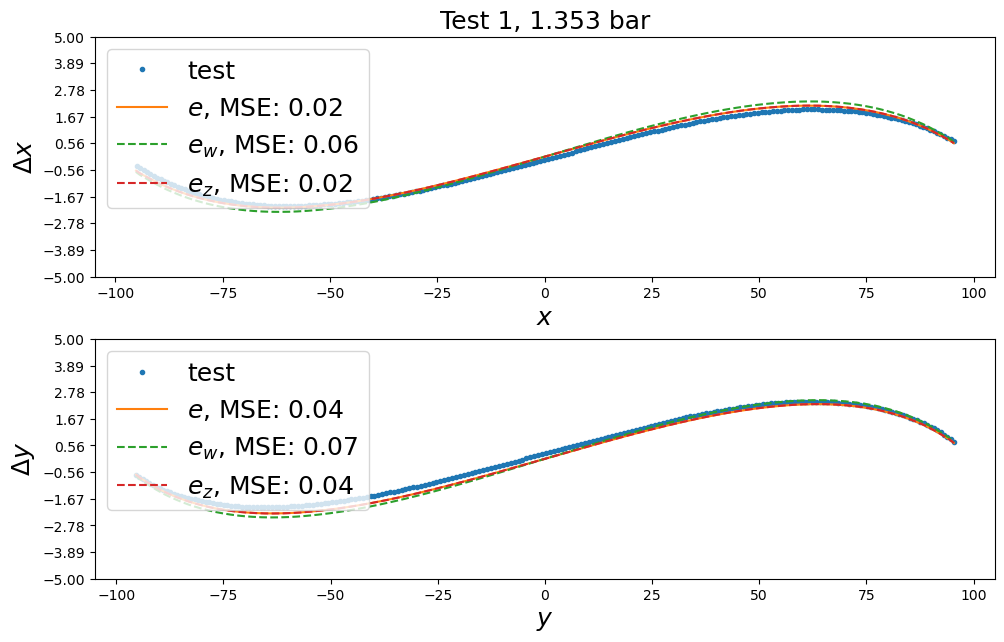 Test 1, 1.353 bar
5.00
3.89
2.78
1.67
0.56
−0.56
−1.67
−2.78
−3.89
−5.00
Δx
test
e, MSE: 0.02
e_w, MSE: 0.06
e_z, MSE: 0.02
−100 −75 −50 −25 0 25 50 75 100
x
5.00
3.89
2.78
1.67
0.56
−0.56
−1.67
−2.78
−3.89
−5.00
Δy
test
e, MSE: 0.04
e_w, MSE: 0.07
e_z, MSE: 0.04
−100 −75 −50 −25 0 25 50 75 100
y